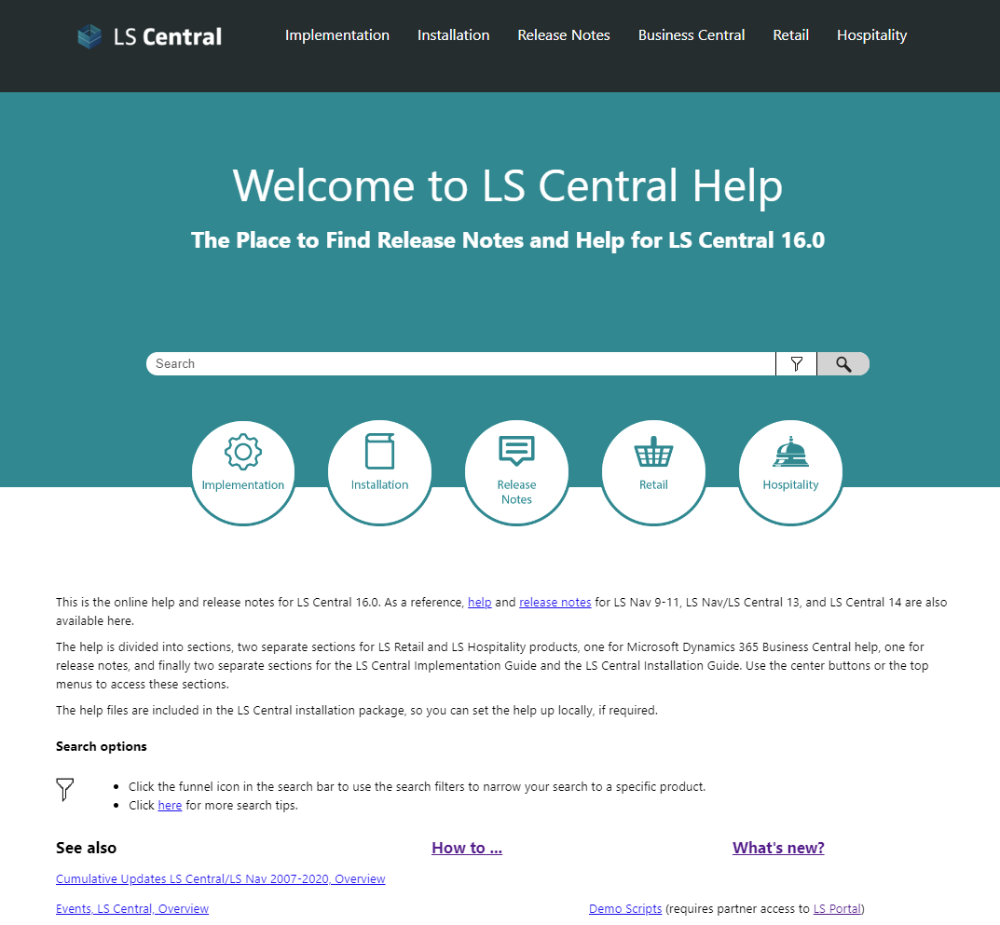 LS Central
Implementation
Installation
Release Notes
Business Central
Retail
Hospitality
Welcome to LS Central Help
The Place to Find Release Notes and Help for LS Central 16.0
Search
Implementation
Installation
Release
Notes
Retail
Hospitality
This is the online help and release notes for LS Central 16.0. As a reference, help and release notes for LS Nav 9-11, LS Nav/LS Central 13, and LS Central 14 are also
available here.
The help is divided into sections, two separate sections for LS Retail and LS Hospitality products, one for Microsoft Dynamics 365 Business Central help, one for
release notes, and finally two separate sections for the LS Central Implementation Guide and the LS Central Installation Guide. Use the center buttons or the top
menus to access these sections.
The help files are included in the LS Central installation package, so you can set the help up locally, if required.
Search options
• Click the funnel icon in the search bar to use the search filters to narrow your search to a specific product.
• Click here for more search tips.
See also
How to ...
What's new?
Cumulative Updates LS Central/LS Nav 2007-2020, Overview
Events, LS Central, Overview
Demo Scripts (requires partner access to LS Portal)